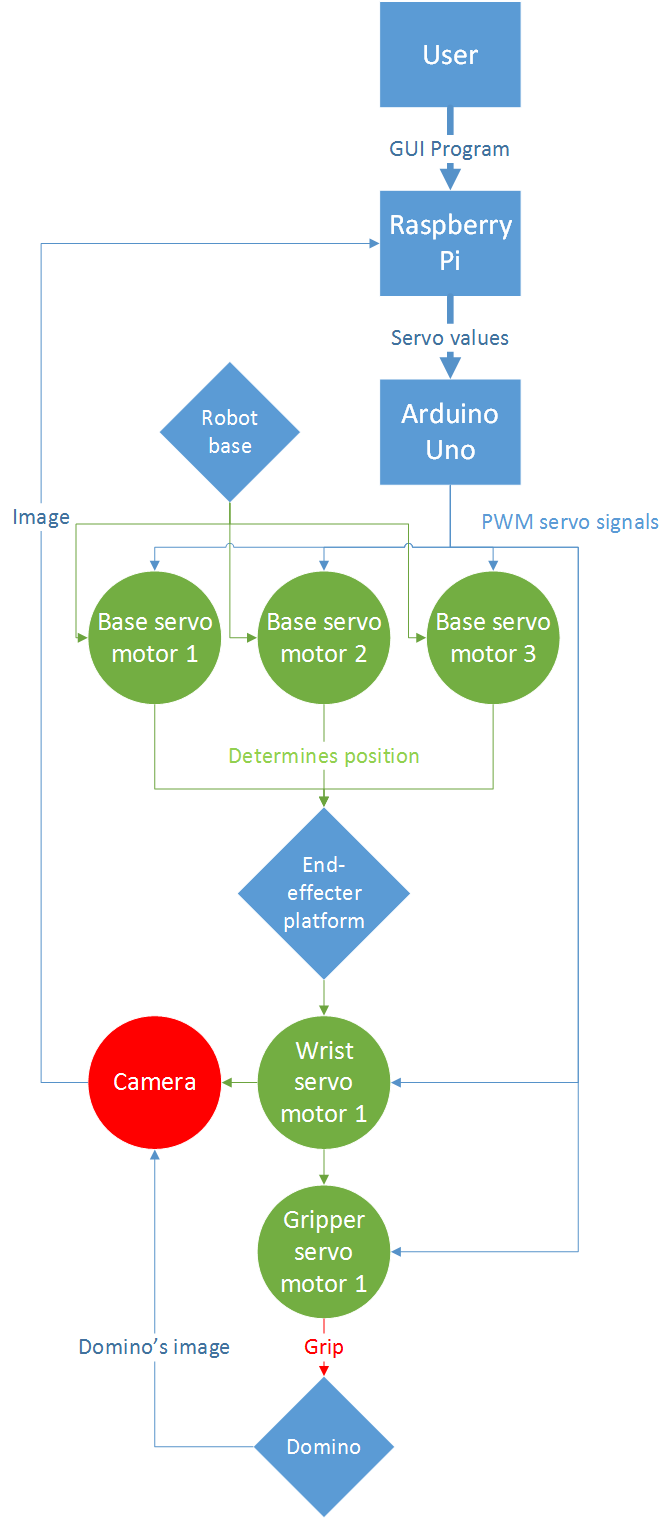 User
GUI Program
Raspberry
Pi
Servo values
Arduino
Uno
Robot
base
Image
PWM servo signals
Base servo
motor 1
Base servo
motor 2
Base servo
motor 3
Determines position
End-
effecter
platform
Camera
Wrist
servo
motor 1
Gripper
servo
motor 1
Domino's image
Grip
Domino